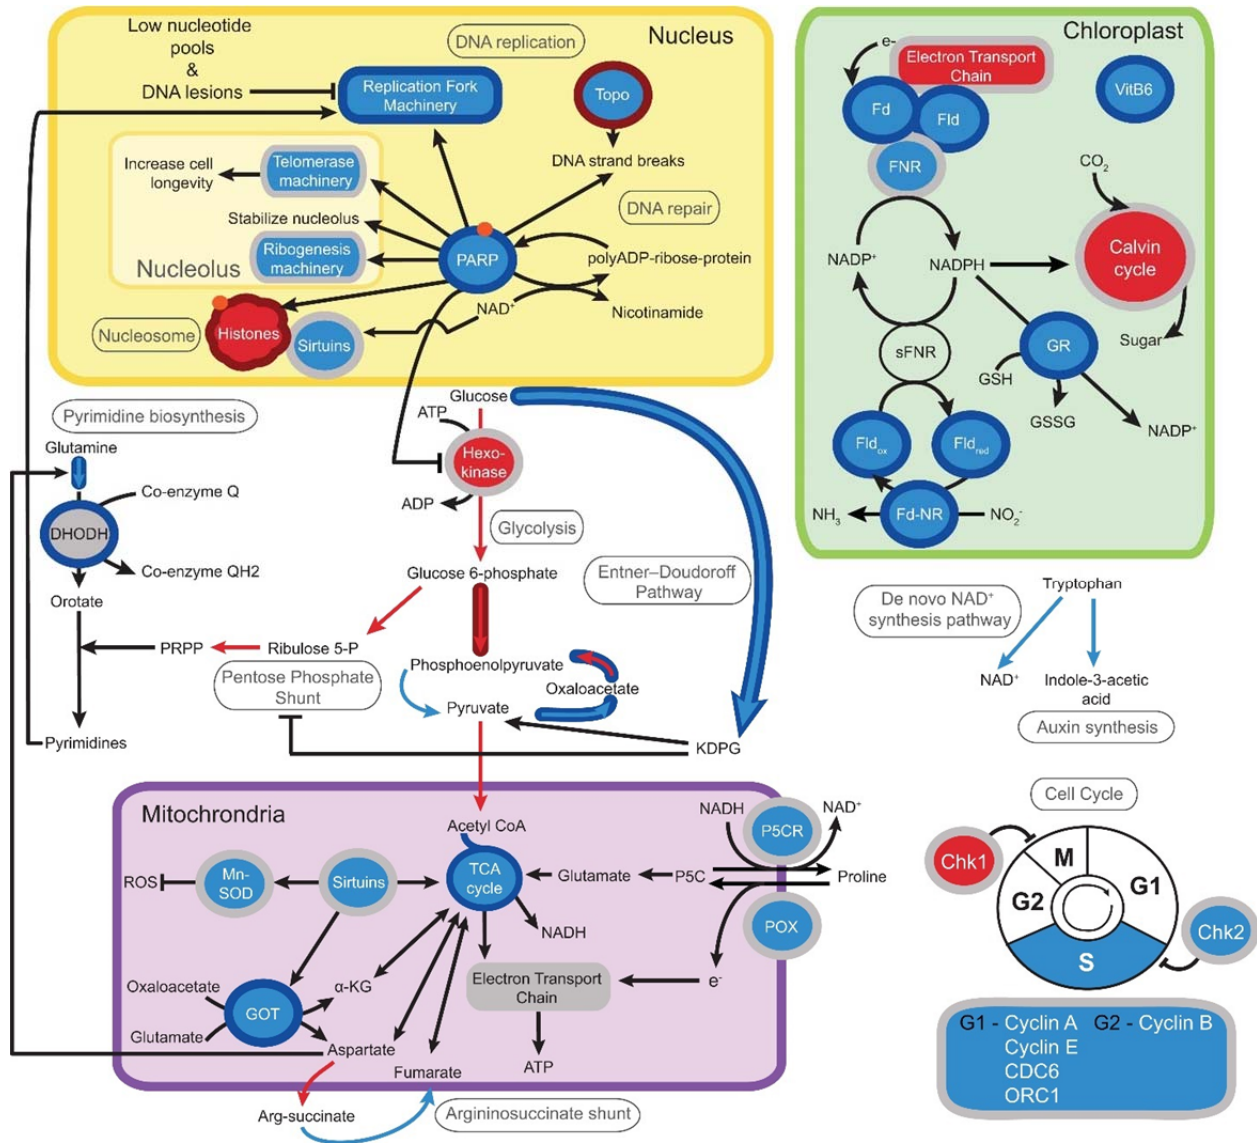 Low nucleotide
pools
&
DNA lesions
DNA replication
Nucleus
Replication Fork
Machinery
Topo
Increase cell
longevity
Telomerase
machinery
DNA strand breaks
Stabilize nucleolus
DNA repair
Ribogenesis
machinery
Nucleolus
PARP
polyADP-ribose-protein
NAD+
Nicotinamide
Nucleosome
Histones
Sirtuins
Chloroplast
e-
Electron Transport
Chain
Fd
Fld
VitB6
FNR
CO2
NADP+
NADPH
Calvin
cycle
sFNR
GR
Sugar
GSH
GSSG
NADP+
Fldox
Fldred
NH3
Fd-NR
NO2-
Pyrimidine biosynthesis
Glutamine
Co-enzyme Q
DHODH
Co-enzyme QH2
Orotate
PRPP
Ribulose 5-P
Pentose Phosphate
Shunt
Pyrimidines
Glucose
ATP
Hexo-
kinase
ADP
Glycolysis
Glucose 6-phosphate
Entner–Doudoroff
Pathway
Phosphoenolpyruvate
Oxaloacetate
Pyruvate
KDPG
De novo NAD+
synthesis pathway
Tryptophan
NAD+
Indole-3-acetic
acid
Auxin synthesis
Mitochrondria
Acetyl CoA
NADH
P5CR
NAD+
ROS
Mn-
SOD
Sirtuins
TCA
cycle
Glutamate
P5C
Proline
NADH
POX
Oxaloacetate
GOT
α-KG
Electron Transport
Chain
e-
Glutamate
Aspartate
Fumarate
ATP
Arg-succinate
Argininosuccinate shunt
Cell Cycle
Chk1
M
G1
G2
S
Chk2
G1 - Cyclin A G2 - Cyclin B
Cyclin E
CDC6
ORC1